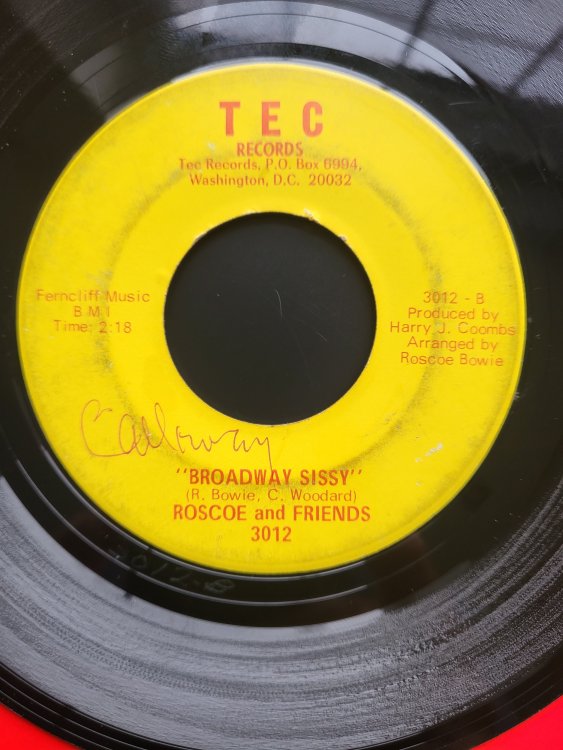 T E C
RECORDS
Tec Records, P.O. Box 6994,
Washington, D.C. 20032
Ferncliff Music
B M I
Time: 2:18
3012 - B
Produced by
Harry J. Coombs
Arranged by
Roscoe Bowie
Calloway
"BROADWAY SISSY"
(R. Bowie, C. Woodard)
ROSCOE and FRIENDS
3012
3012-B